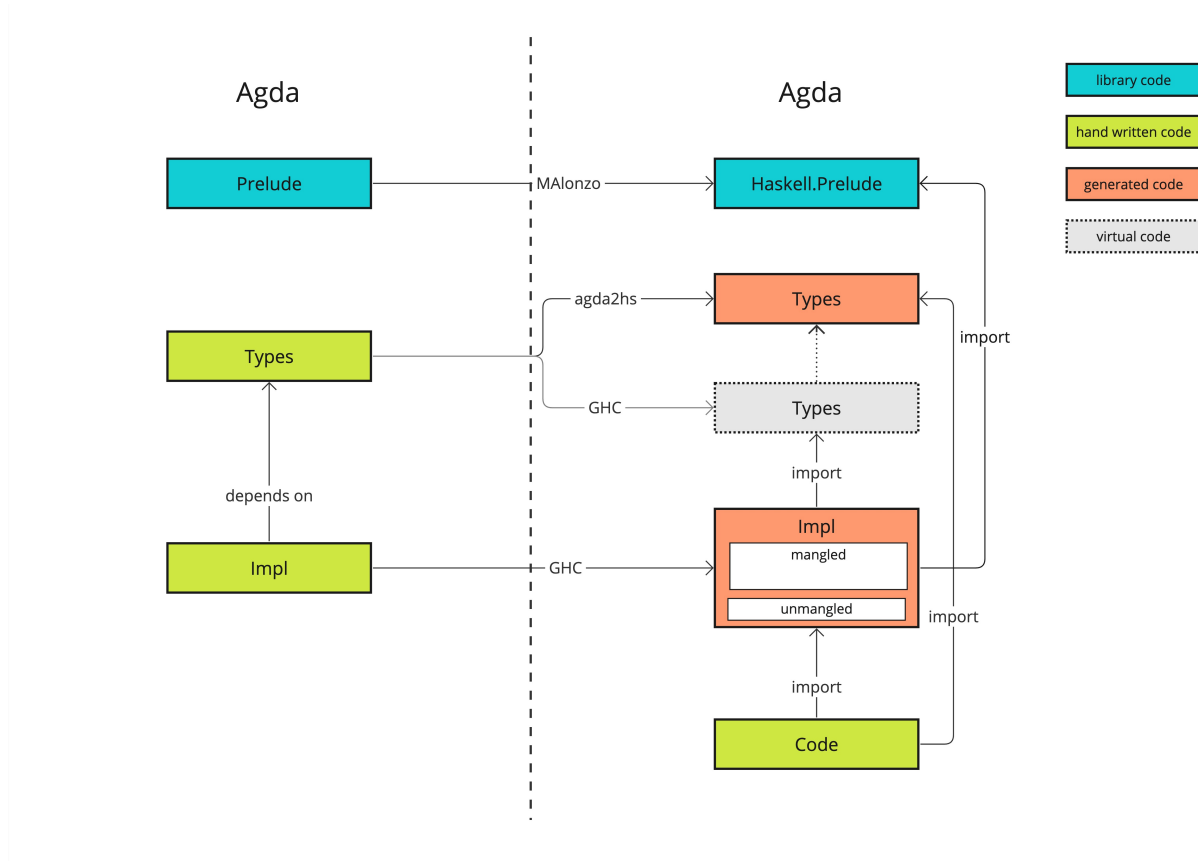 Agda
Agda
library code
hand written code
generated code
virtual code
Prelude
MAlonzo
Haskell.Prelude
agda2hs
Types
import
Types
GHC
Types
import
depends on
Impl
mangled
Impl
GHC
unmangled
import
import
Code